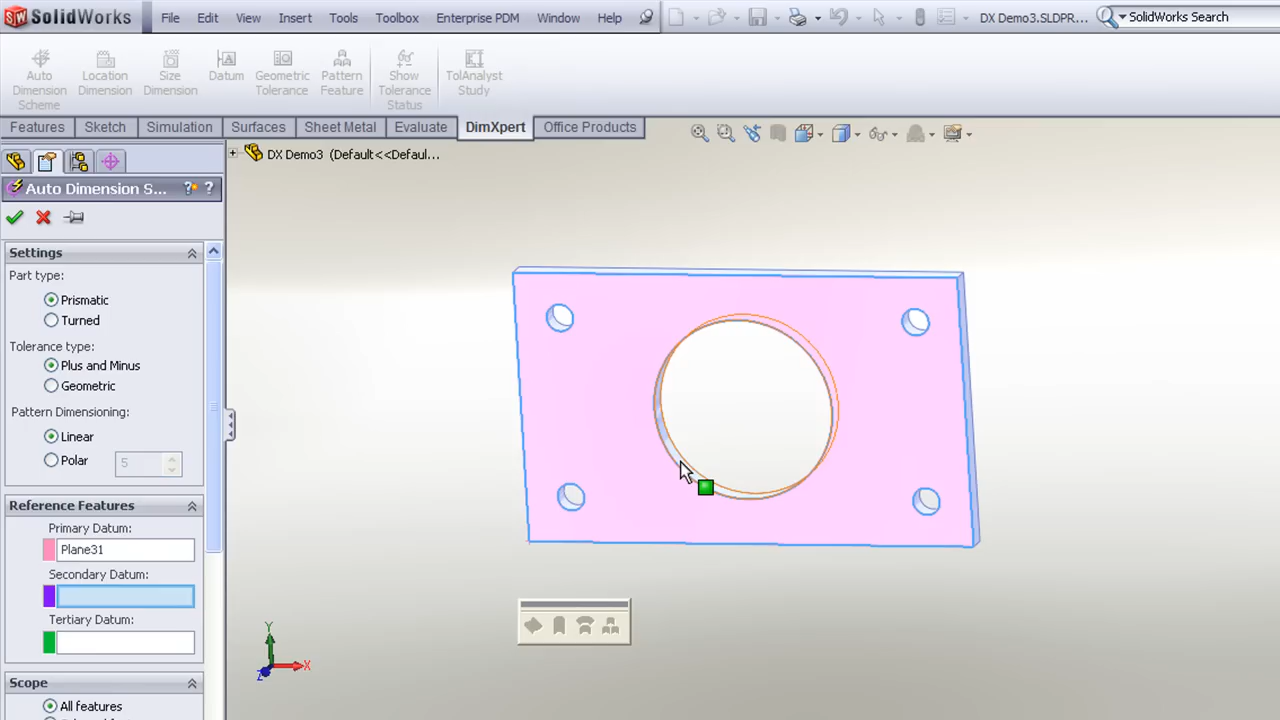 SolidWorks File Edit View Insert Tools Toolbox Enterprise PDM Window Help DX Demo3.SLDPR... SolidWorks Search
Auto Dimension Scheme
Location Dimension
Size Dimension
Datum
Geometric Tolerance
Pattern Feature
Show Tolerance Status
TolAnalyst Study
Features Sketch Simulation Surfaces Sheet Metal Evaluate DimXpert Office Products
DX Demo3 (Default<<Defaul...
Auto Dimension S... ? ?
Settings
Part type:
Prismatic
Turned
Tolerance type:
Plus and Minus
Geometric
Pattern Dimensioning:
Linear
Polar 5
Reference Features
Primary Datum:
Plane31
Secondary Datum:
Tertiary Datum:
Scope
All features
Y
X
Z